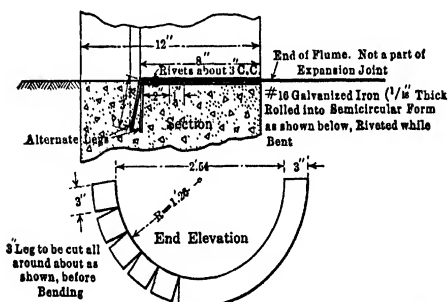 12"
8"
Rivets about 3"C.C.
End of Flume. Not a part of
Expansion Joint
#16 Galvanized Iron (1/16" Thick
Rolled into Semicircular Form
as shown below, Riveted while
Bent
2"
Alternate Legs
Section
2.54
3"
3"
R=1.26
End Elevation
3"Leg to be cut all
around about as
shown, before
Bending